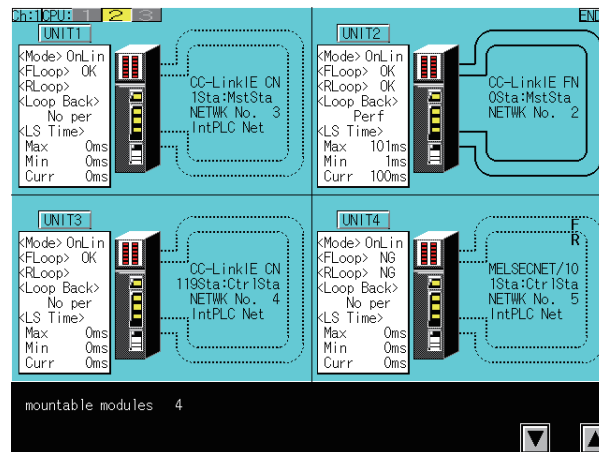 Ch:1CPU: 1 2 3 END
UNIT1
<Mode> OnLin
<FLoop> OK
<RLoop>
<Loop Back>
No per
<LS Time>
Max 0ms
Min 0ms
Curr 0ms
CC-LinkIE CN
1Sta:MstSta
NETWK No. 3
IntPLC Net
UNIT2
<Mode> OnLin
<FLoop> OK
<RLoop> OK
<Loop Back>
Perf
<LS Time>
Max 101ms
Min 1ms
Curr 100ms
CC-LinkIE FN
0Sta:MstSta
NETWK No. 2
UNIT3
<Mode> OnLin
<FLoop> OK
<RLoop>
<Loop Back>
No per
<LS Time>
Max 0ms
Min 0ms
Curr 0ms
CC-LinkIE CN
119Sta:CtrlSta
NETWK No. 4
IntPLC Net
UNIT4
<Mode> OnLin
<FLoop> NG
<RLoop> NG
<Loop Back>
No per
<LS Time>
Max 0ms
Min 0ms
Curr 0ms
F
R
MELSECNET/10
1Sta:CtrlSta
NETWK No. 5
IntPLC Net
mountable modules 4